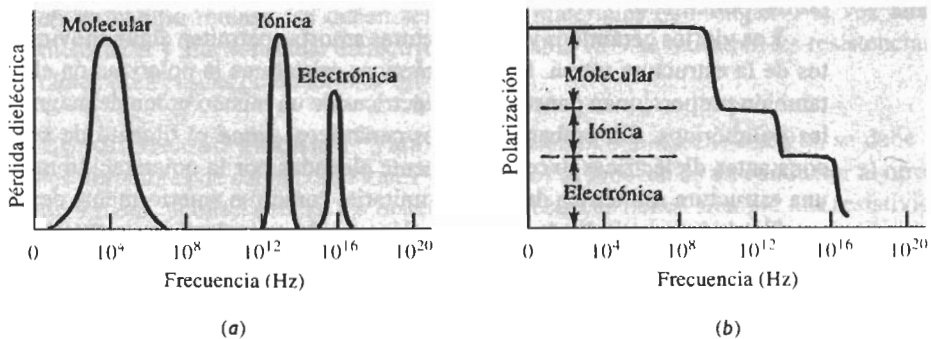 Molecular
Iónica
Electrónica
Pérdida dieléctrica
0 10⁴ 10⁸ 10¹² 10¹⁶ 10²⁰
Frecuencia (Hz)
(a)
Molecular
Iónica
Electrónica
Polarización
0 10⁴ 10⁸ 10¹² 10¹⁶ 10²⁰
Frecuencia (Hz)
(b)